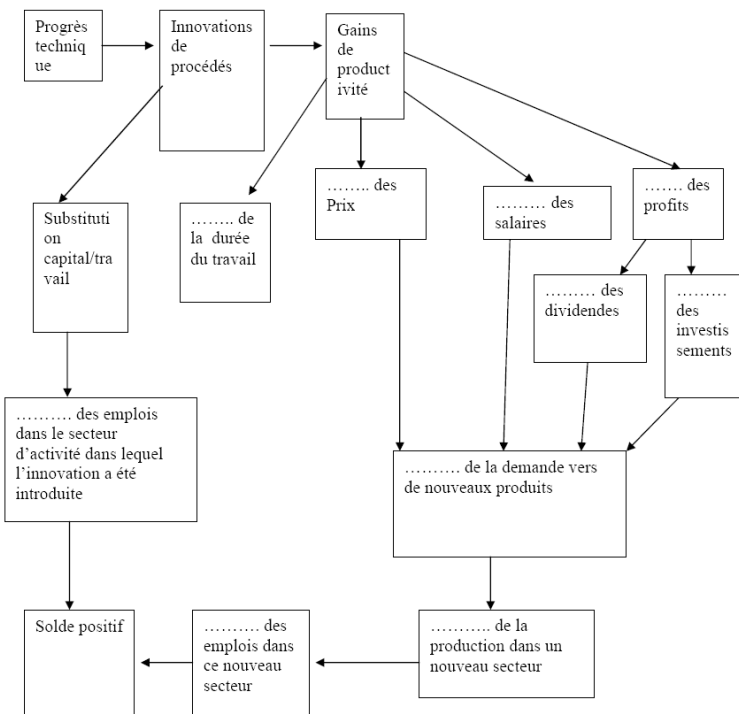 Progrès
techniq
ue
Innovations
de
procédés
Gains
de
product
ivité
Substituti
on
capital/tra
vail
…….. de
la durée
du travail
…….. des
Prix
……… des
salaires
……. des
profits
……… des
dividendes
………
des
investis
sements
………. des emplois
dans le secteur
d’activité dans lequel
l’innovation a été
introduite
………. de la demande vers
de nouveaux produits
Solde positif
………. des
emplois dans
ce nouveau
secteur
……….. de la
production dans un
nouveau secteur